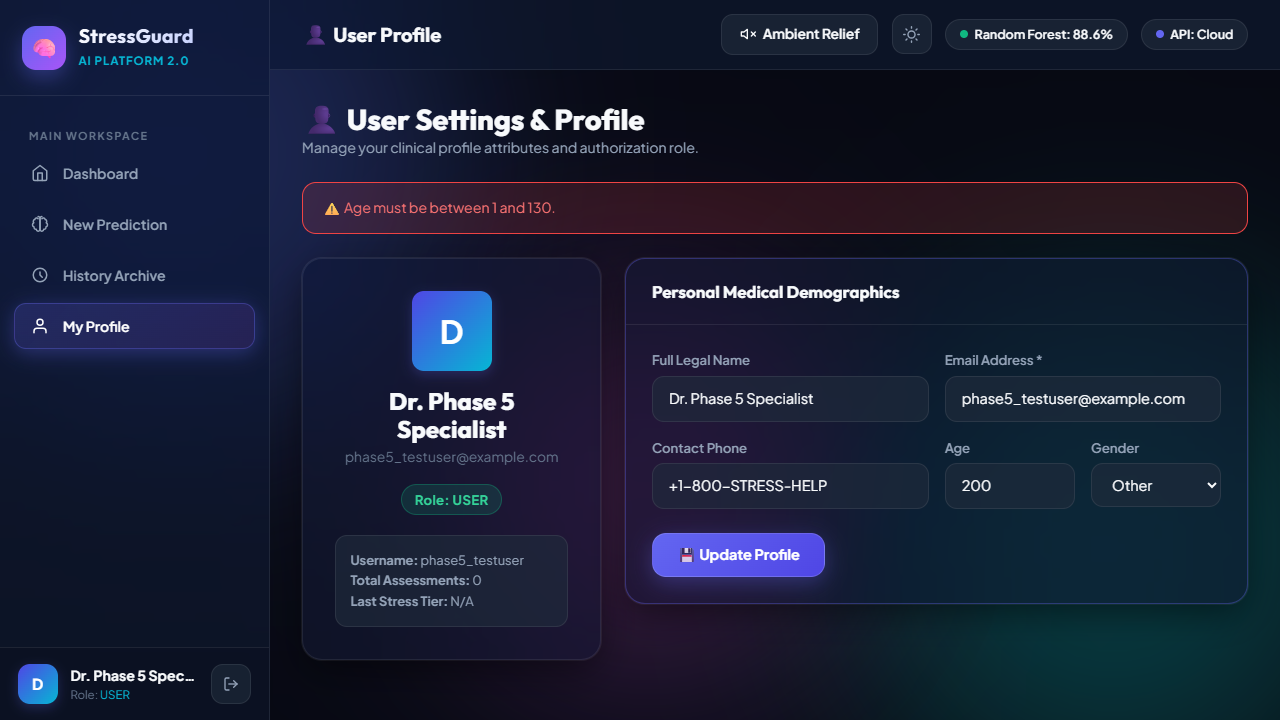 StressGuard
AI PLATFORM 2.0
MAIN WORKSPACE
Dashboard
New Prediction
History Archive
My Profile
D
Dr. Phase 5 Spec...
Role: USER
User Profile
Ambient Relief
Random Forest: 88.6%
API: Cloud
User Settings & Profile
Manage your clinical profile attributes and authorization role.
Age must be between 1 and 130.
D
Dr. Phase 5
Specialist
phase5_testuser@example.com
Role: USER
Username: phase5_testuser
Total Assessments: 0
Last Stress Tier: N/A
Personal Medical Demographics
Full Legal Name
Dr. Phase 5 Specialist
Email Address *
phase5_testuser@example.com
Contact Phone
+1-800-STRESS-HELP
Age
200
Gender
Other
Update Profile